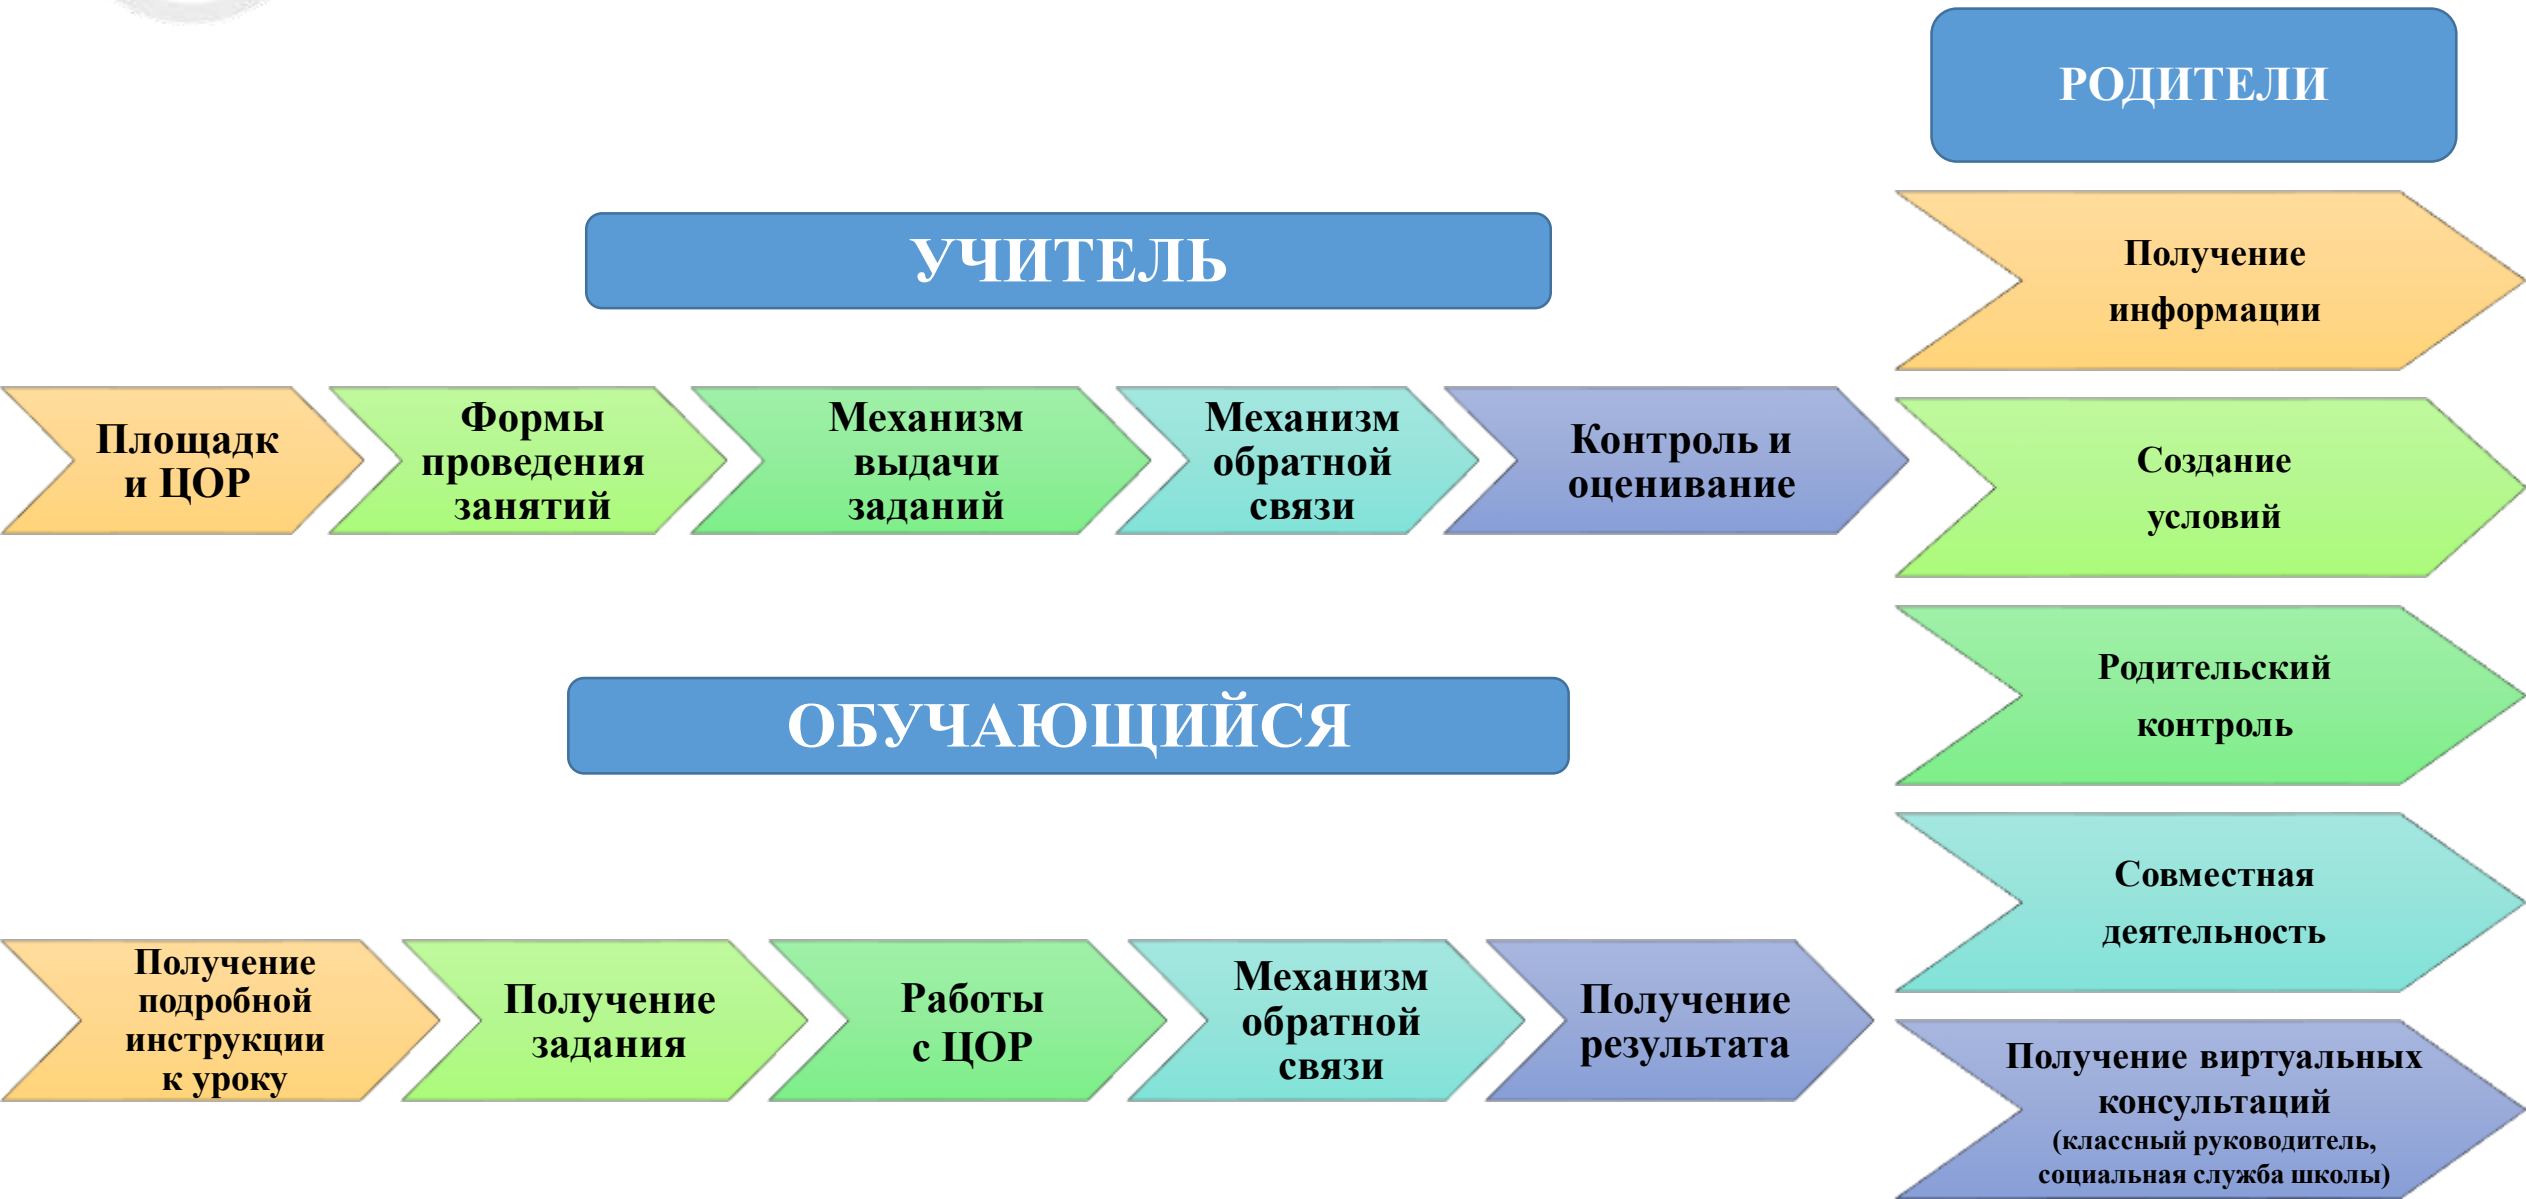 РОДИТЕЛИ
УЧИТЕЛЬ
Площадк
и ЦОР
Формы
проведения
занятий
Механизм
выдачи
заданий
Механизм
обратной
связи
Контроль и
оценивание
ОБУЧАЮЩИЙСЯ
Получение
подробной
инструкции
к уроку
Получение
задания
Работы
с ЦОР
Механизм
обратной
связи
Получение
результата
Получение
информации
Создание
условий
Родительский
контроль
Совместная
деятельность
Получение виртуальных
консультаций
(классный руководитель,
социальная служба школы)